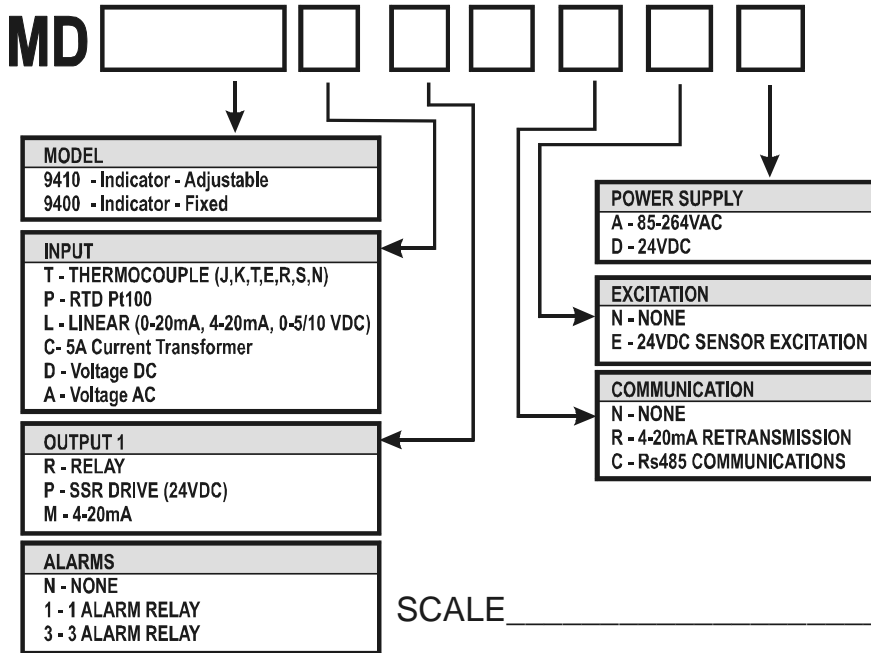 MD
MODEL
9410 - Indicator - Adjustable
9400 - Indicator - Fixed
INPUT
T - THERMOCOUPLE (J,K,T,E,R,S,N)
P - RTD Pt100
L - LINEAR (0-20mA, 4-20mA, 0-5/10 VDC)
C- 5A Current Transformer
D - Voltage DC
A - Voltage AC
OUTPUT 1
R - RELAY
P - SSR DRIVE (24VDC)
M - 4-20mA
ALARMS
N - NONE
1 - 1 ALARM RELAY
3 - 3 ALARM RELAY
POWER SUPPLY
A - 85-264VAC
D - 24VDC
EXCITATION
N - NONE
E - 24VDC SENSOR EXCITATION
COMMUNICATION
N - NONE
R - 4-20mA RETRANSMISSION
C - Rs485 COMMUNICATIONS
SCALE____________________